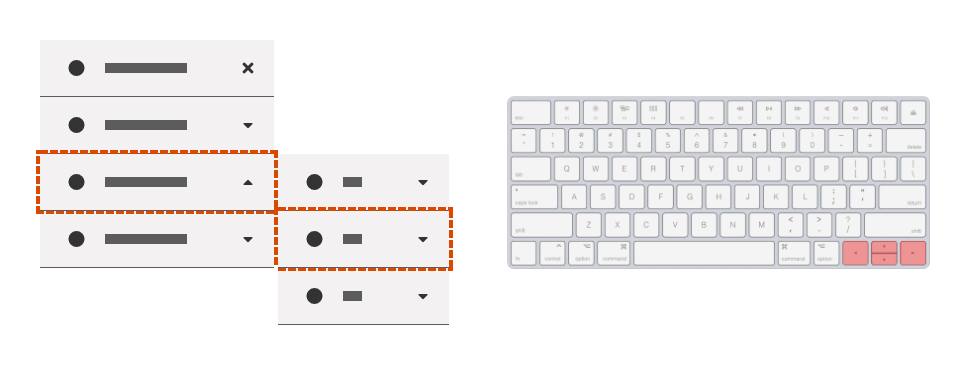 esc F1 F2 F3 F4 F5 F6 F7 F8 F9 F10 F11 F12
~ ! @ # $ % ^ & * ( ) — +
` 1 2 3 4 5 6 7 8 9 0 - = delete
tab Q W E R T Y U I O P { [ } ] | \
caps lock A S D F G H J K L : ; " ' return
shift Z X C V B N M < , > . ? / shift
fn control option command command option